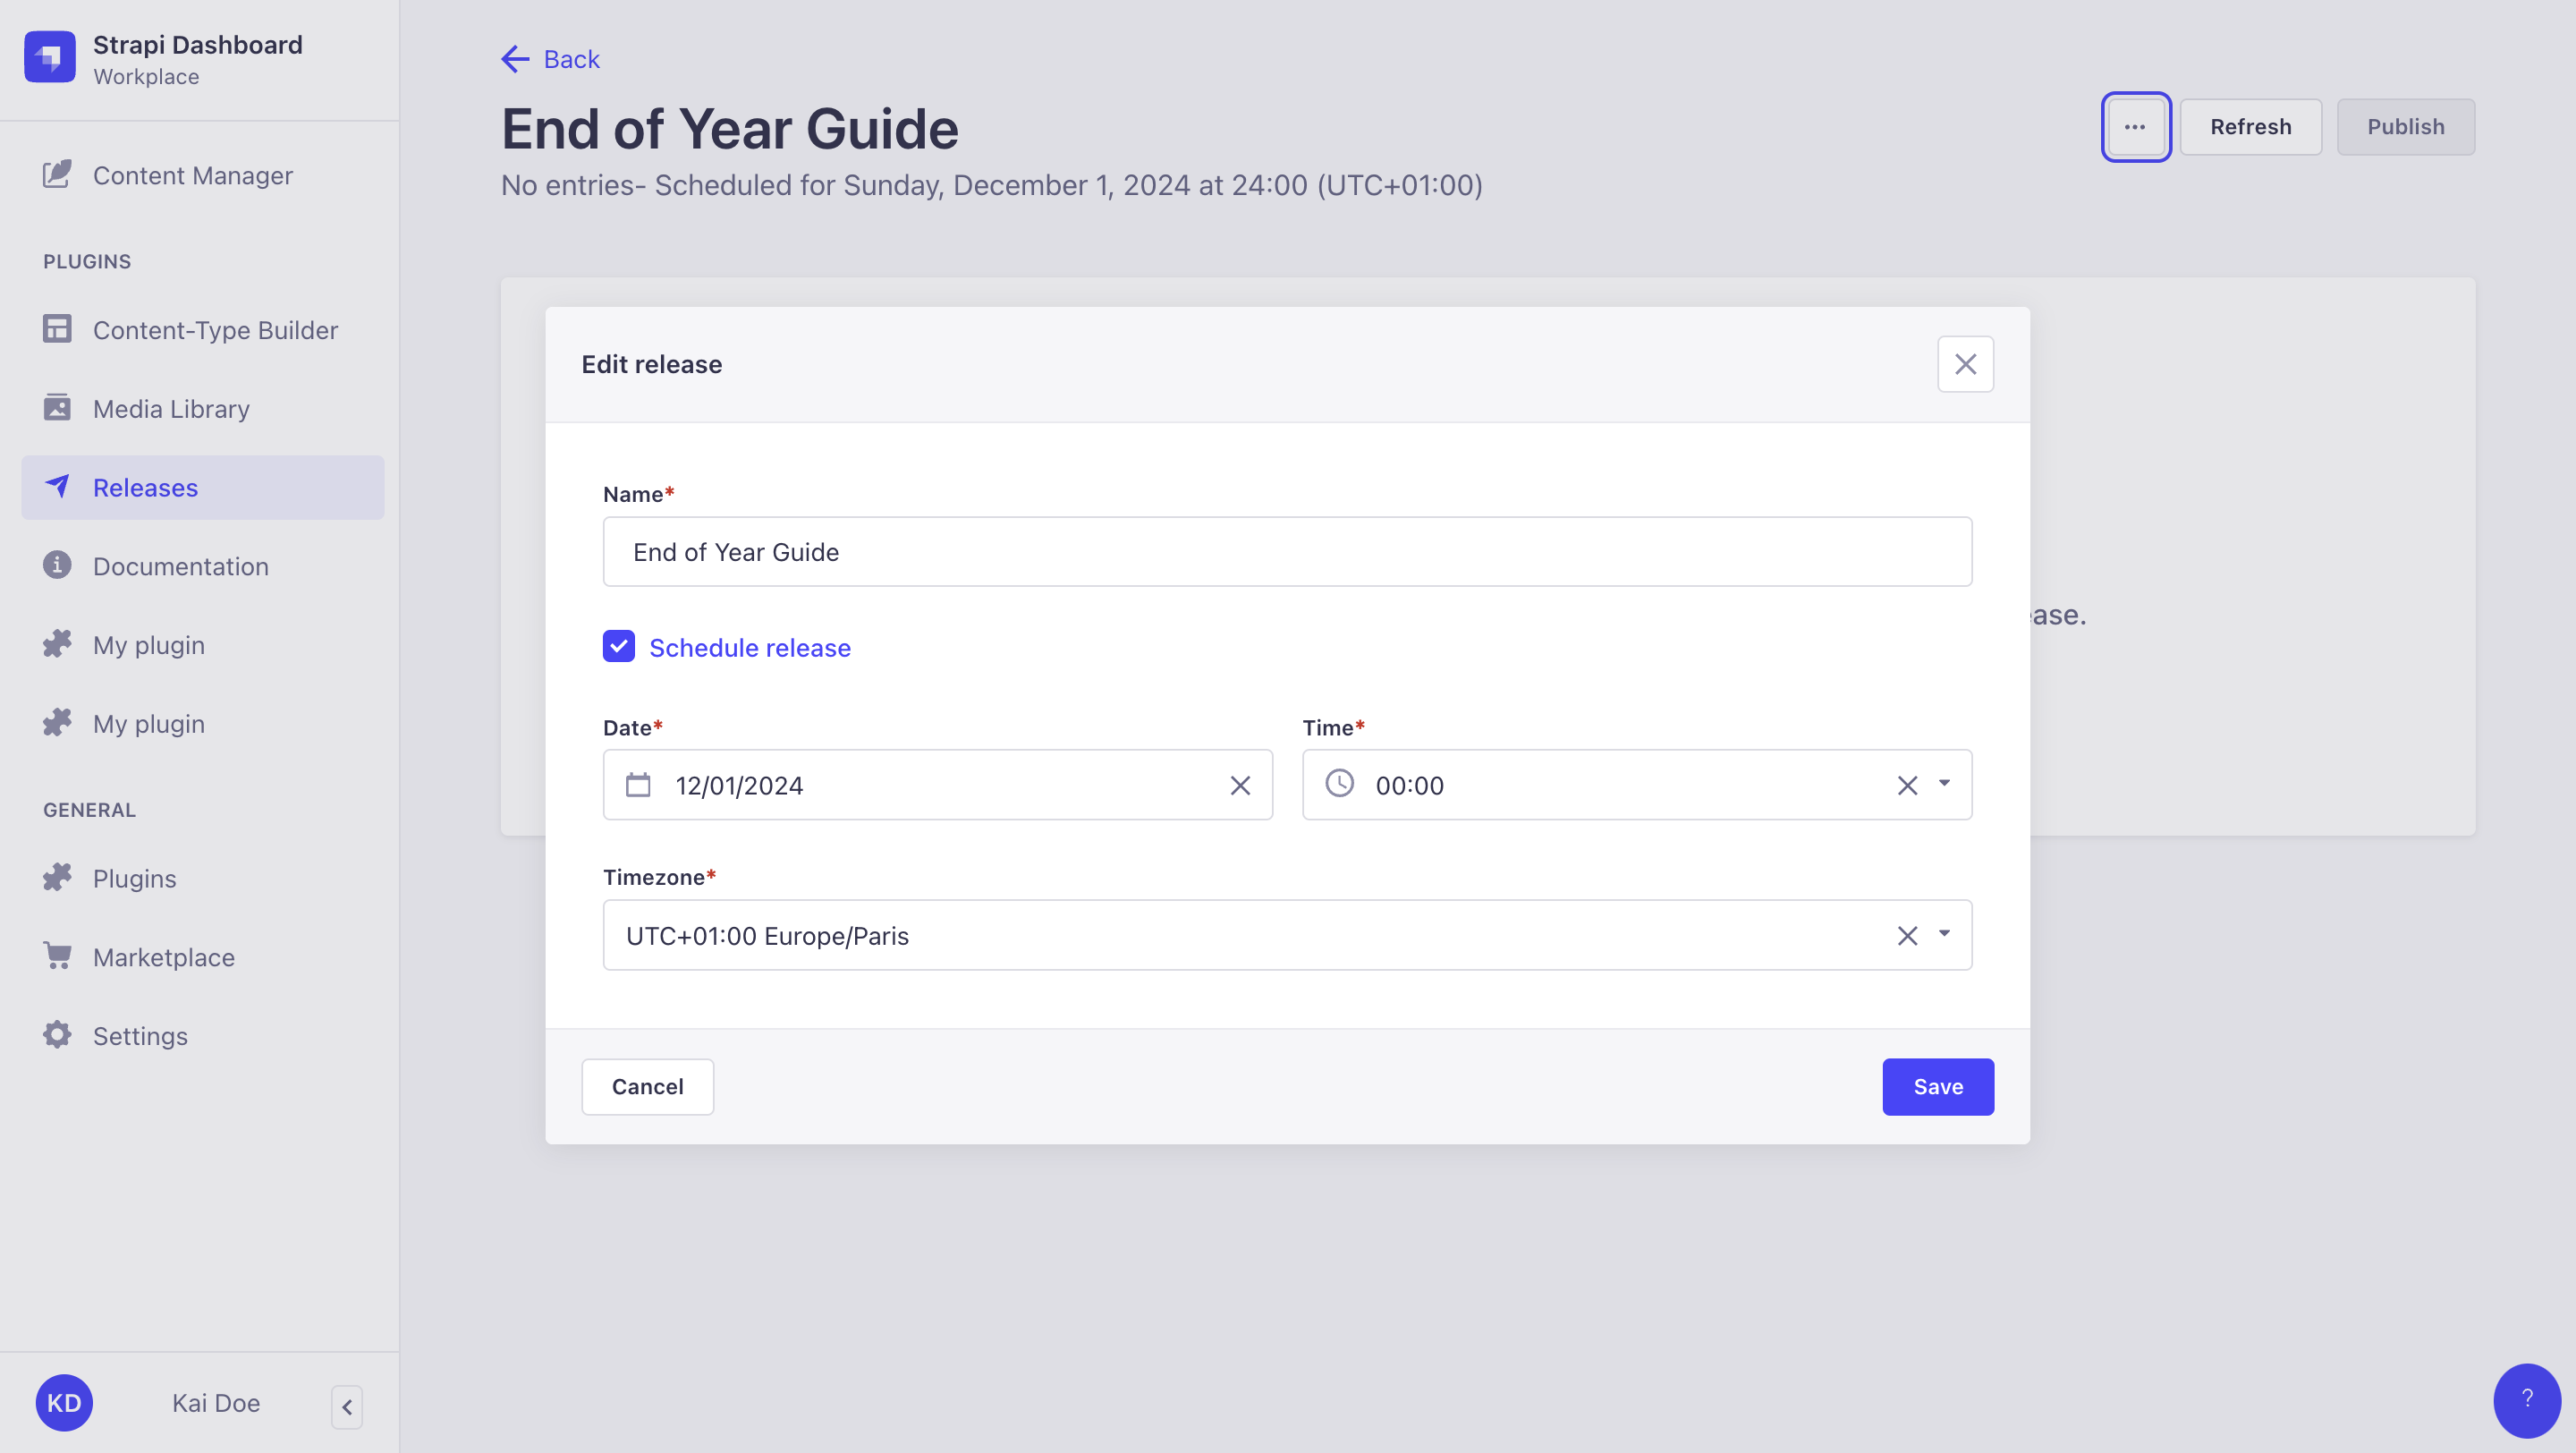 Strapi Dashboard
Workplace
Content Manager
PLUGINS
Content-Type Builder
Media Library
Releases
Documentation
My plugin
My plugin
GENERAL
Plugins
Marketplace
Settings
KD
Kai Doe
Back
End of Year Guide
No entries- Scheduled for Sunday, December 1, 2024 at 24:00 (UTC+01:00)
...
Refresh
Publish
Edit release
Name*
End of Year Guide
Schedule release
Date*
Time*
12/01/2024
00:00
Timezone*
UTC+01:00 Europe/Paris
Cancel
Save
ease.
?